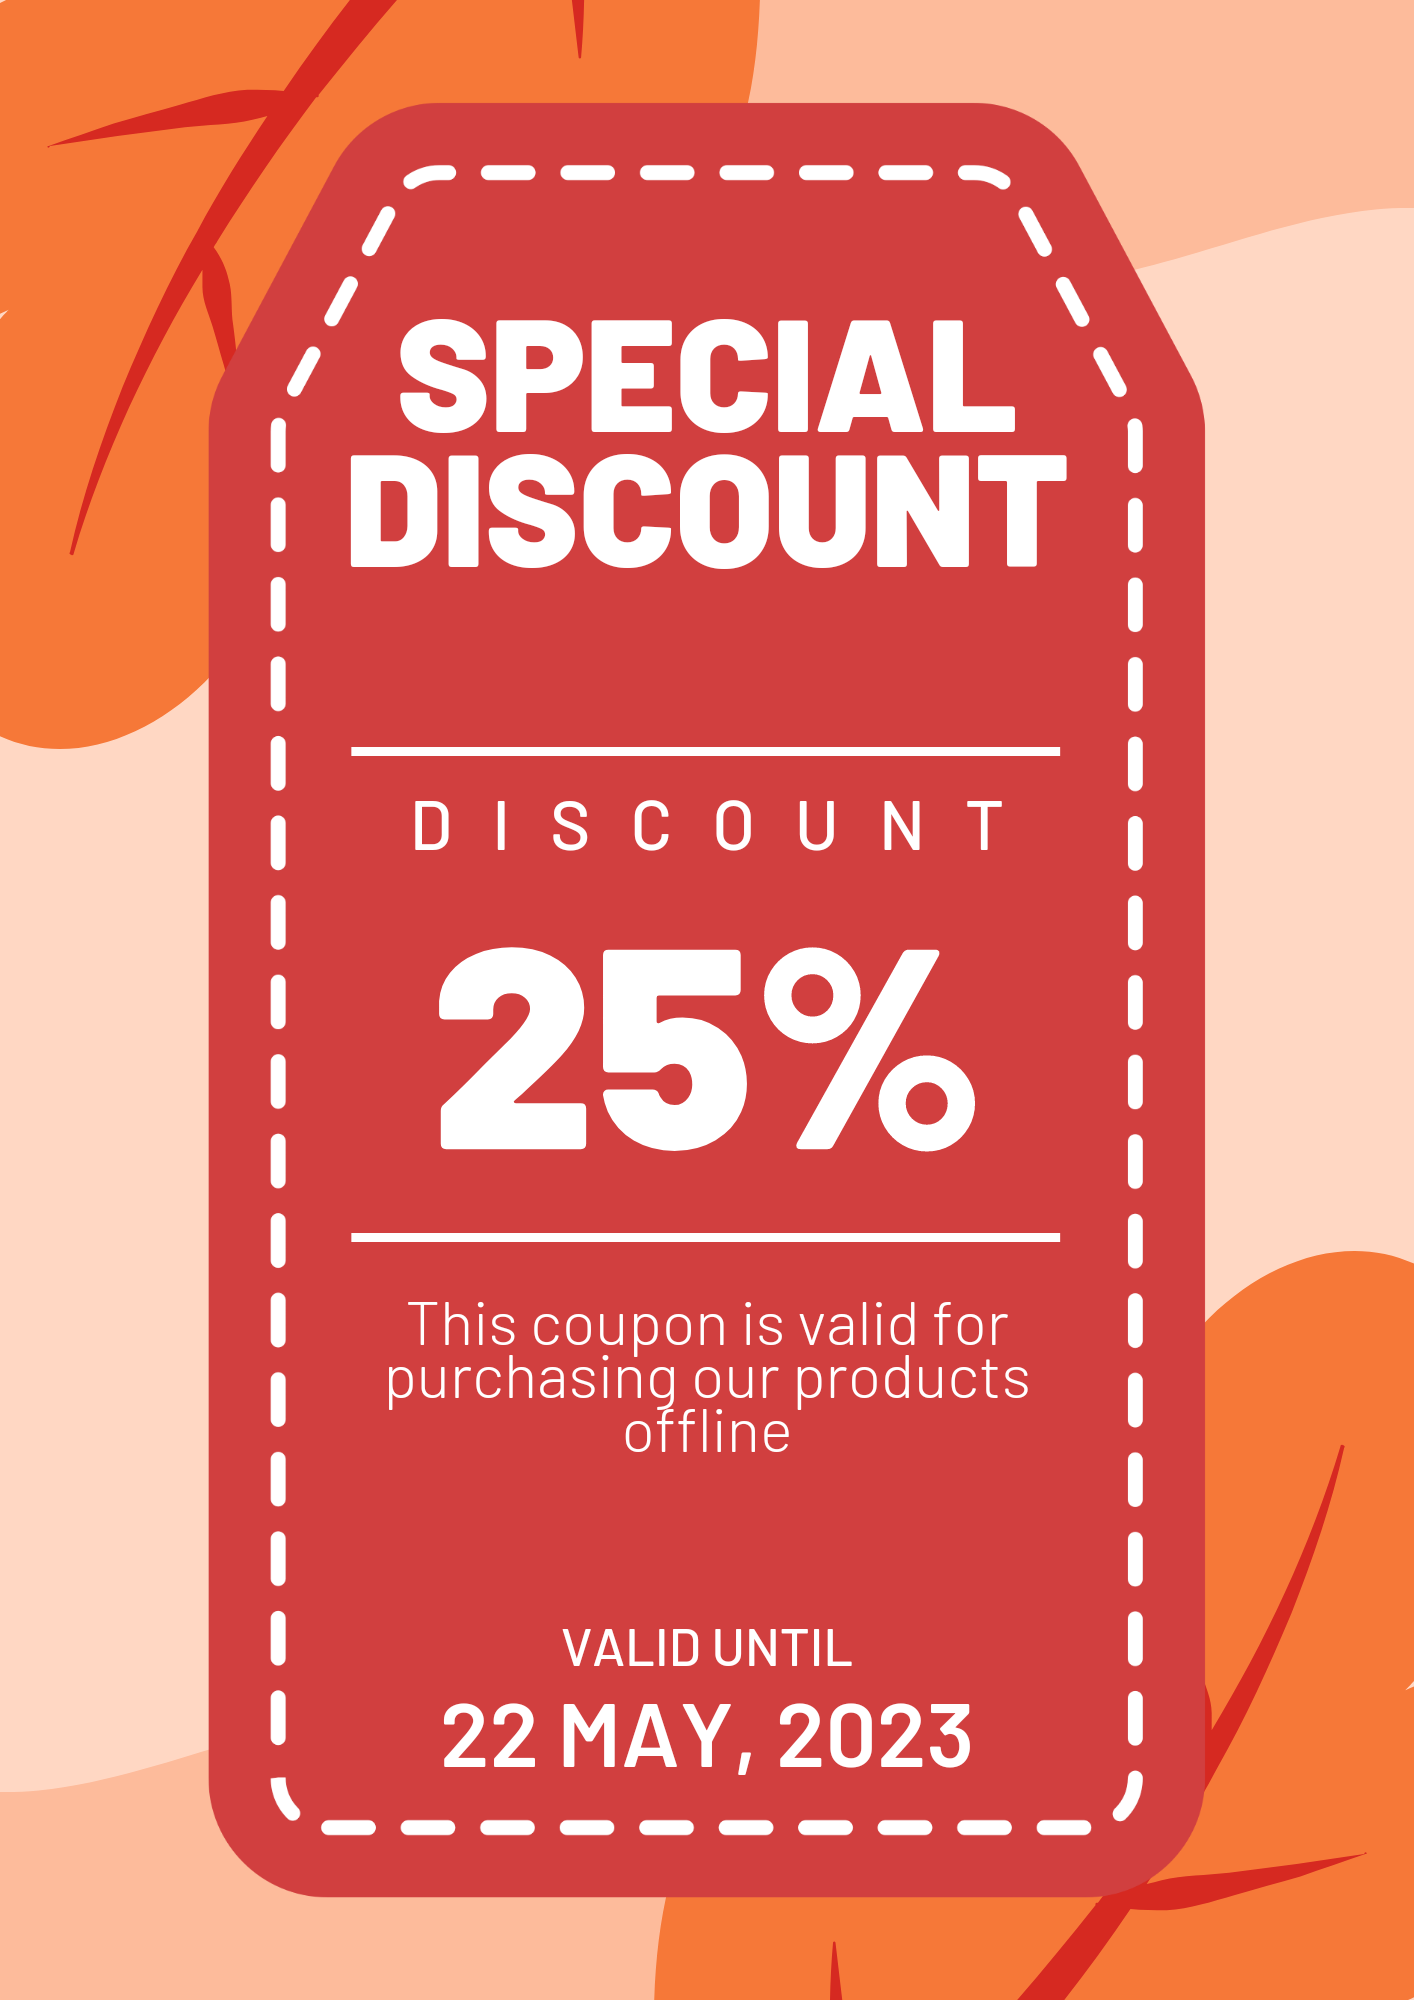 SPECIAL
DISCOUNT
DISCOUNT
25%
This coupon is valid for
purchasing our products
offline
VALID UNTIL
22 MAY, 2023